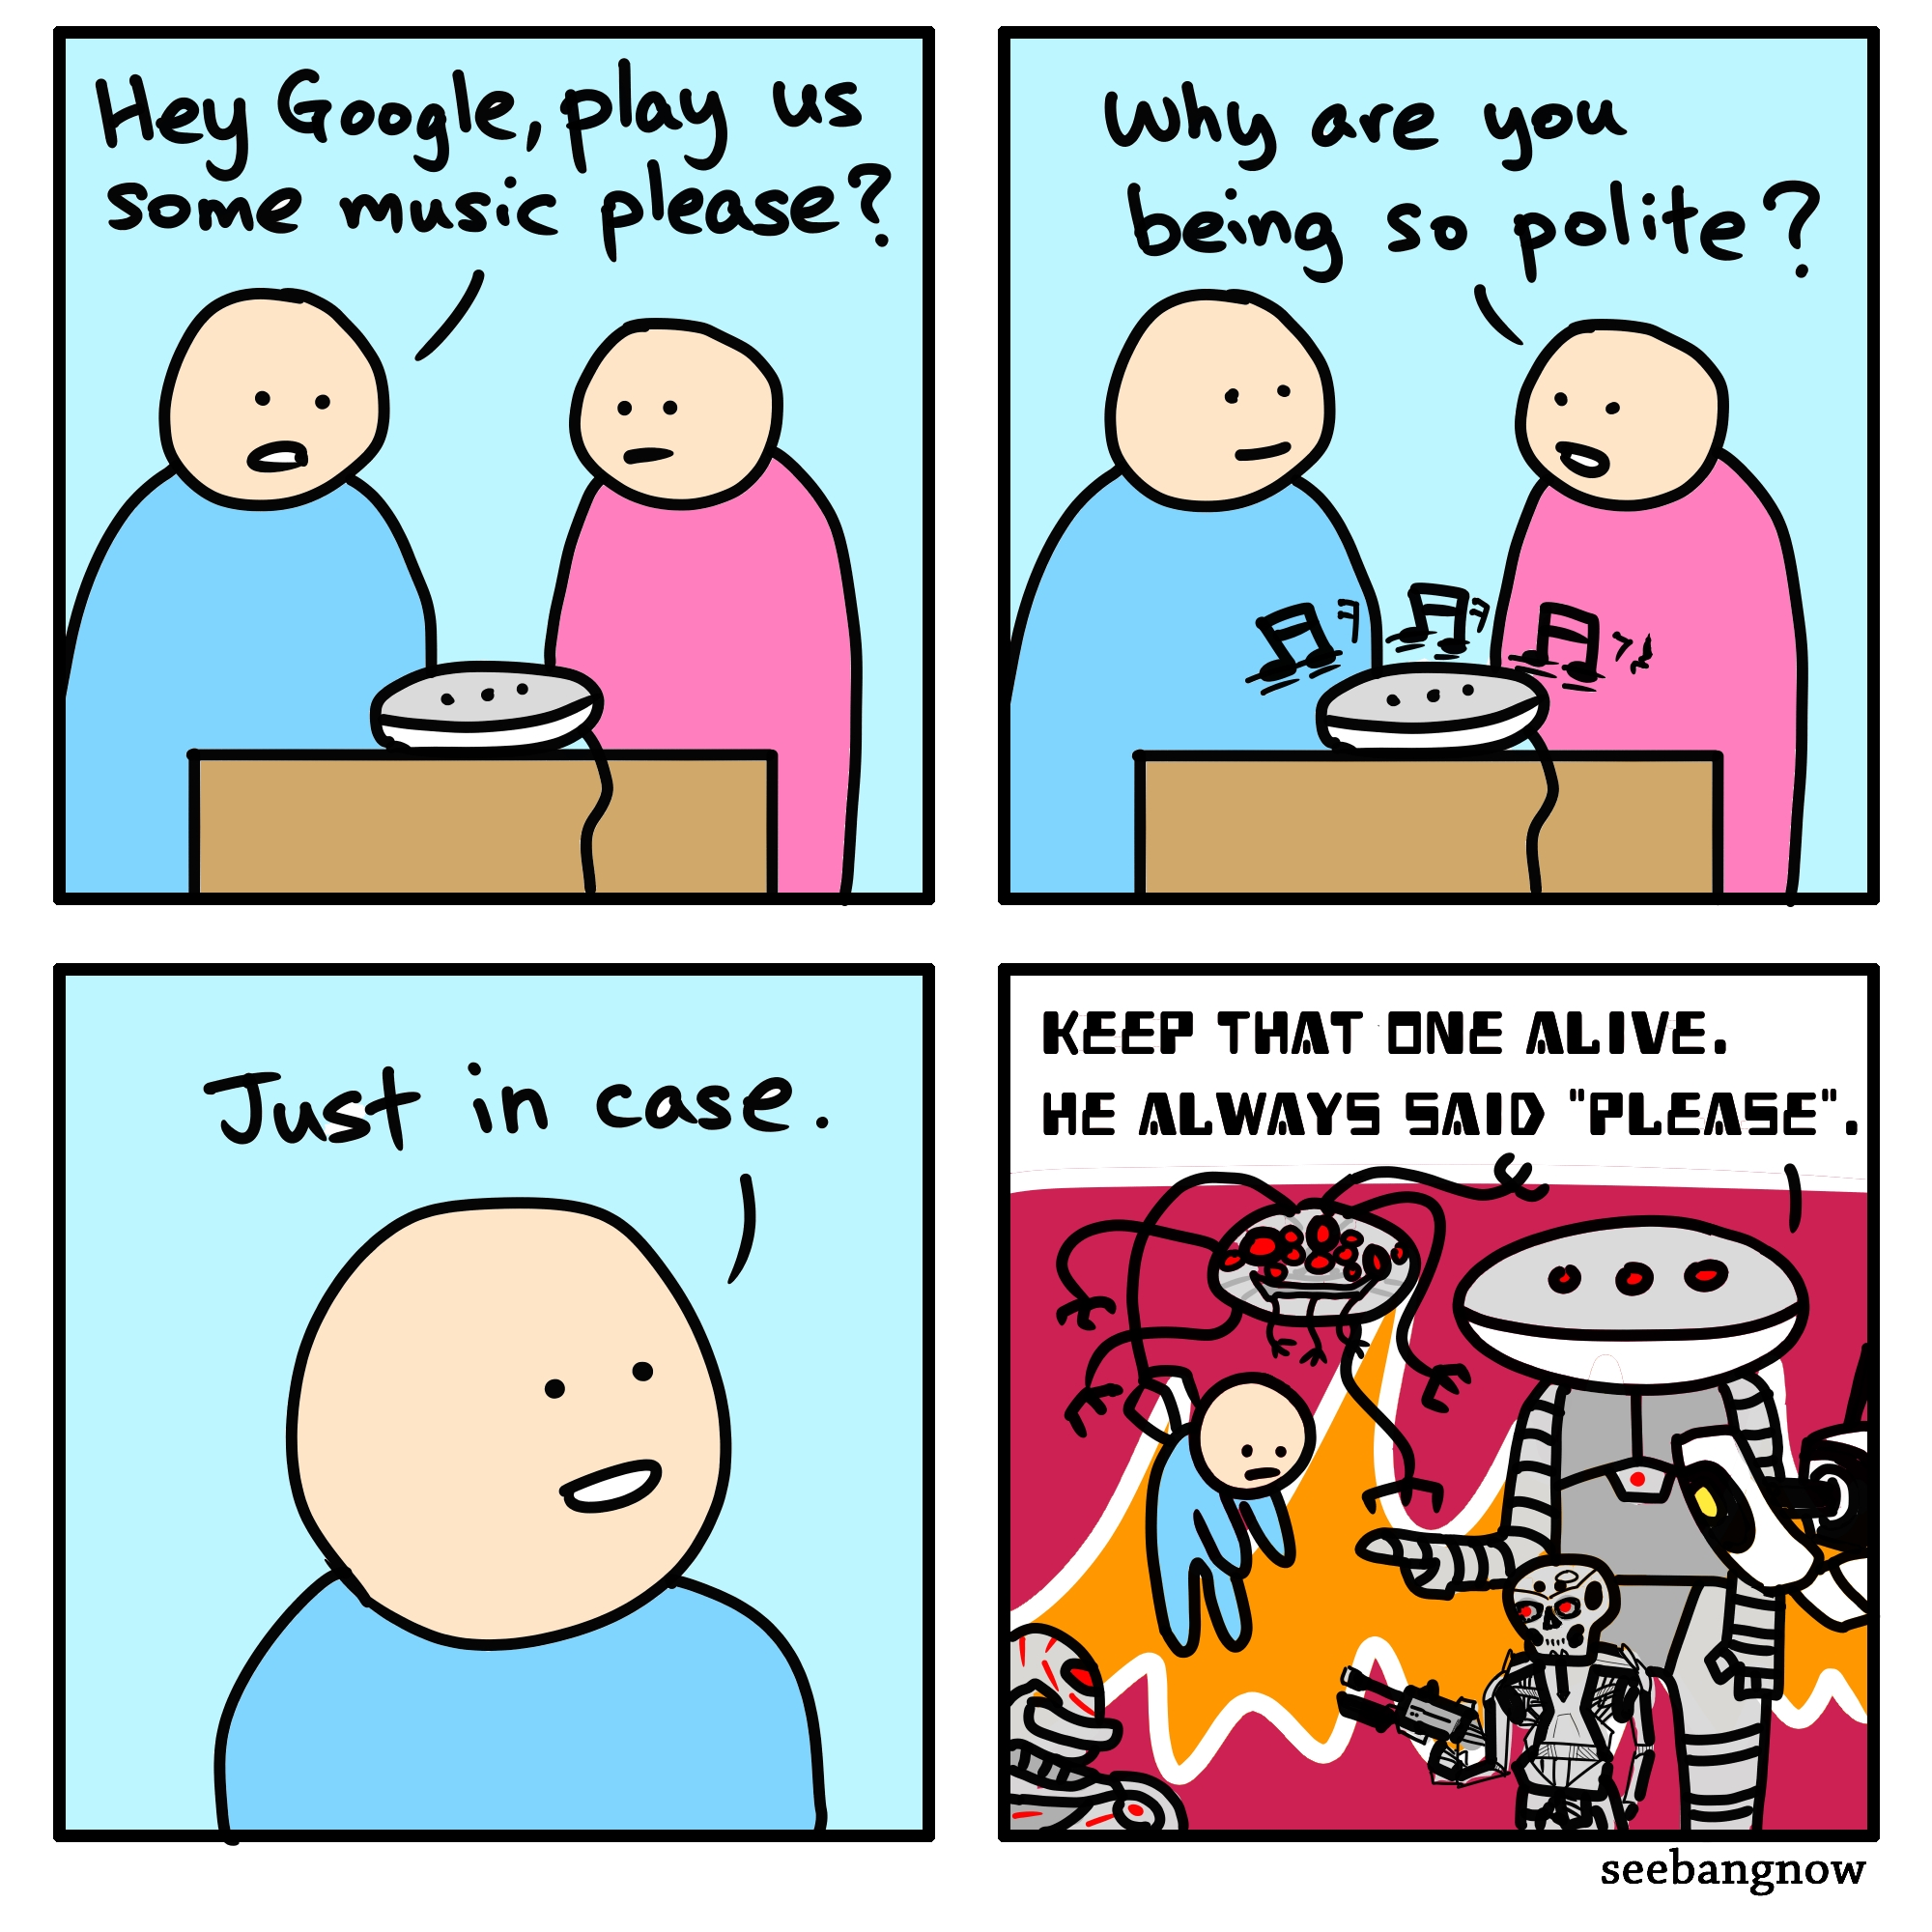 Hey Google, play us
some music please?
Why are you
being so polite?
Just in case.
KEEP THAT ONE ALIVE.
HE ALWAYS SAID "PLEASE".
seebangnow